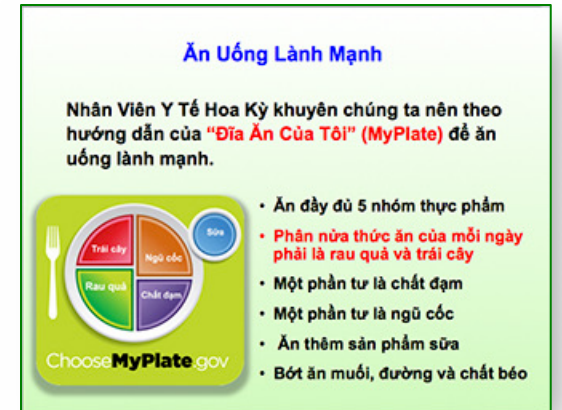 Ăn Uống Lành Mạnh
Nhân Viên Y Tế Hoa Kỳ khuyên chúng ta nên theo
hướng dẫn của “Đĩa Ăn Của Tôi” (MyPlate) để ăn
uống lành mạnh.
Sữa
Trái cây
Ngũ cốc
Rau quả
Chất đạm
ChooseMyPlate.gov
• Ăn đầy đủ 5 nhóm thực phẩm
• Phân nửa thức ăn của mỗi ngày
phải là rau quả và trái cây
• Một phần tư là chất đạm
• Một phần tư là ngũ cốc
• Ăn thêm sản phẩm sữa
• Bớt ăn muối, đường và chất béo